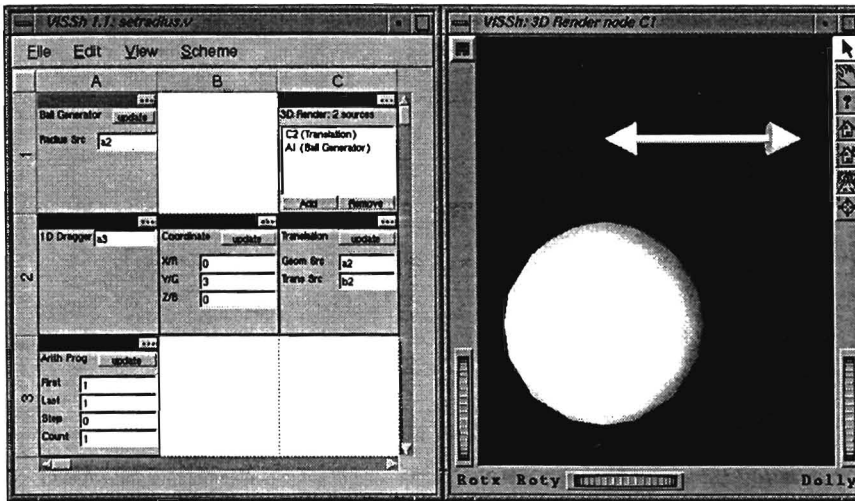 VISSh 1.1: setradius.v
File Edit View Scheme
A B C
1
Ball Generator update
Radius Src a2
3D Render: 2 sources
C2 (Translation)
A1 (Ball Generator)
Add Remove
2
1D Dragger a3
Coordinate update
X/R 0
Y/G 3
Z/B 0
Translation update
Geom Src a2
Trans Src b2
3
Arith Prog update
First 1
Last 1
Step 0
Count 1
VISSh: 3D Render node C1
?
Rotx Roty Dolly